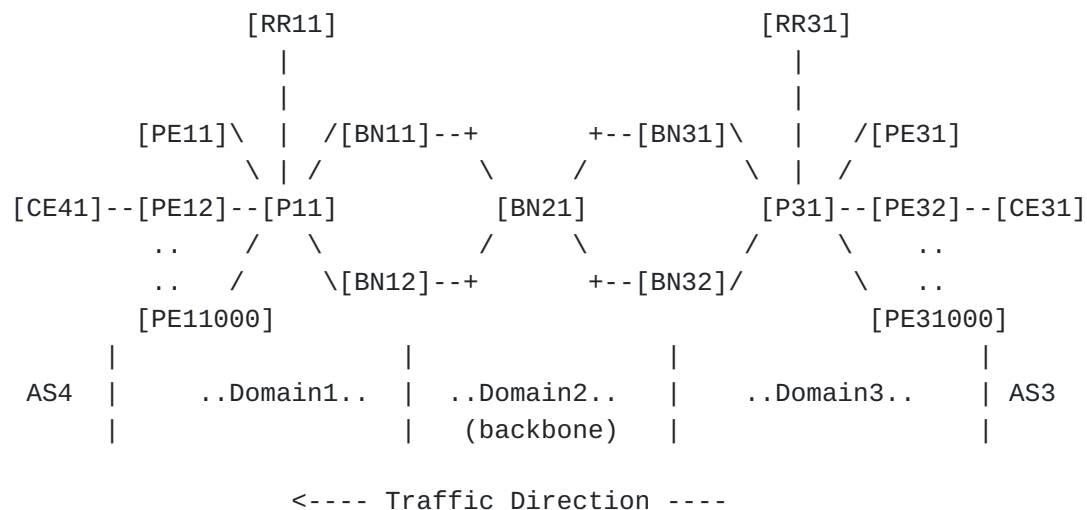 [RR11] [RR31]
[PE11]\ | /[BN11]--+ +--[BN31]\ | /[PE31]
[CE41]--[PE12]--[P11] [BN21] [P31]--[PE32]--[CE31]
.. / \ / \ / \ ..
.. / \[BN12]--+ +--[BN32]/ \ ..
[PE11000] [PE31000]
AS4 | ..Domain1.. | ..Domain2.. | ..Domain3.. | AS3
| | (backbone) | |
<---- Traffic Direction ----